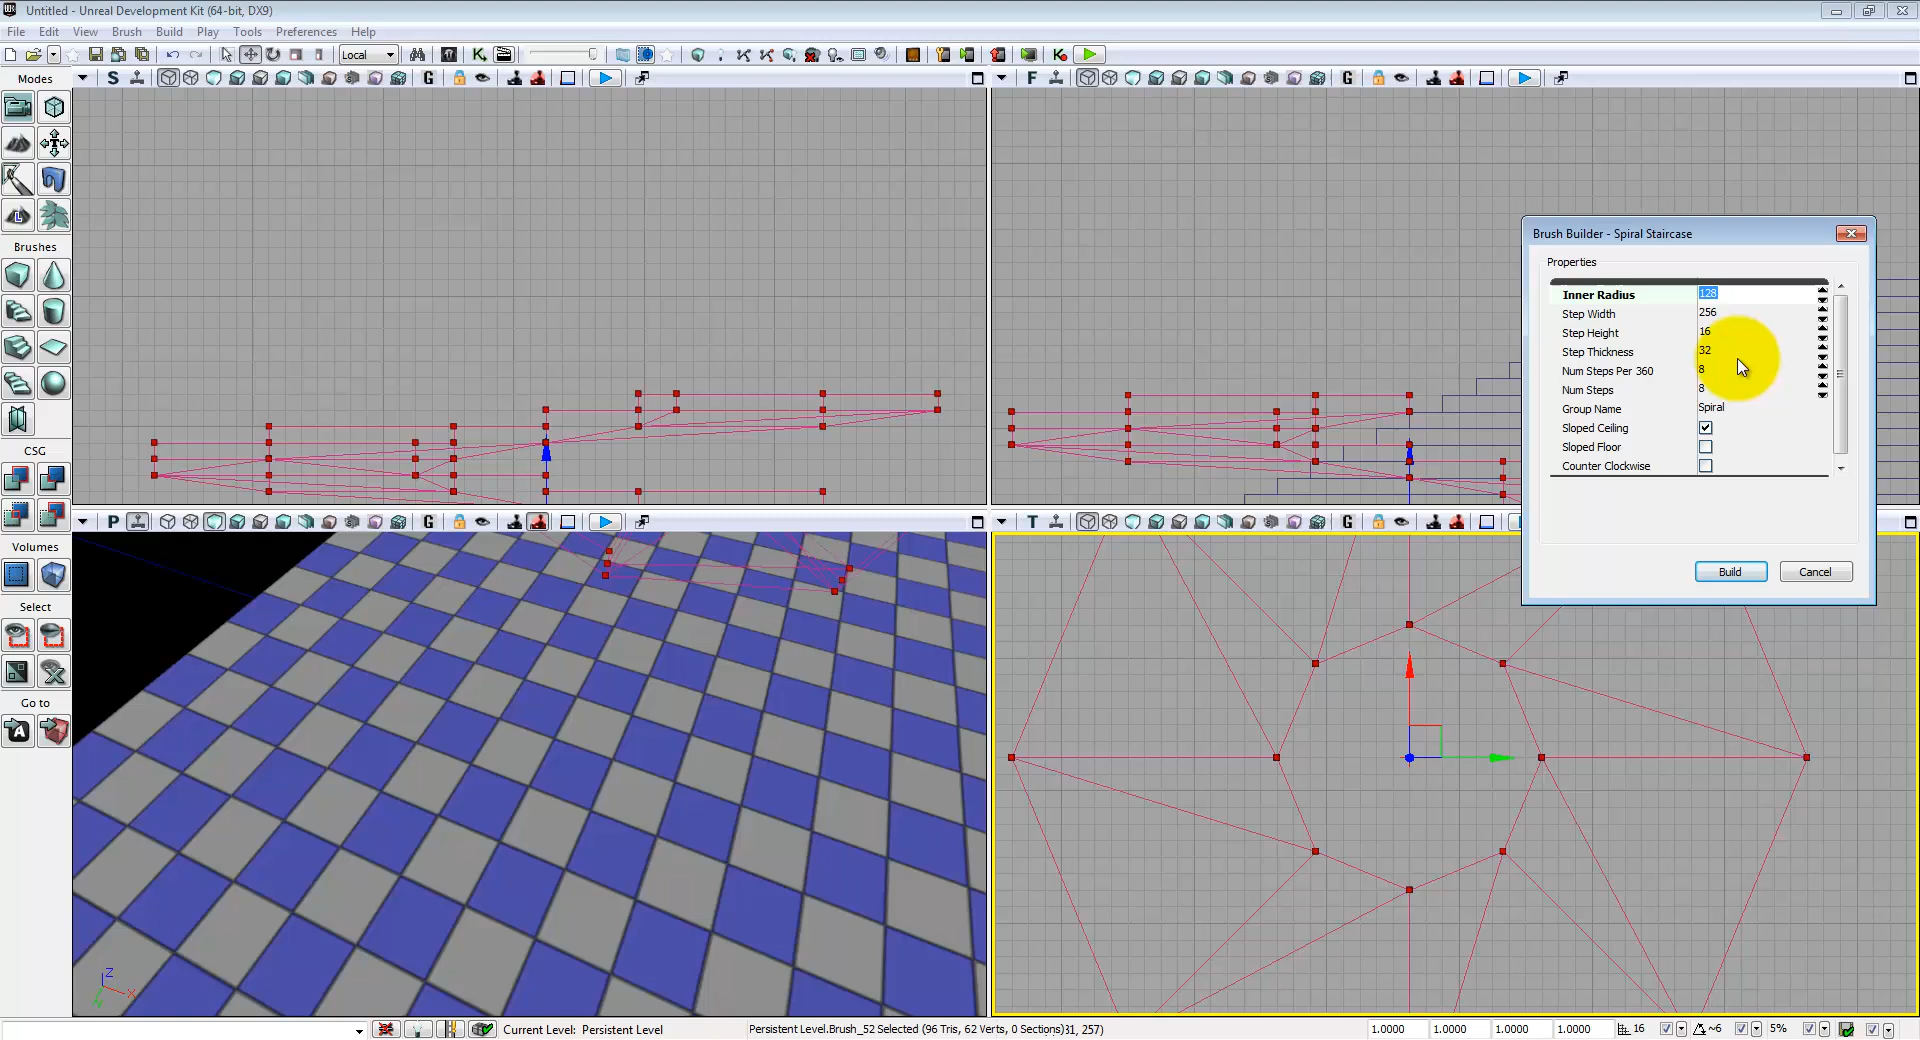 Untitled - Unreal Development Kit (64-bit, DX9)
File Edit View Brush Build Play Tools Preferences Help
Local
Modes
S G
F G
Brushes
CSG
Volumes
Select
Go to
P G
T G
Brush Builder - Spiral Staircase
Properties
Inner Radius 128
Step Width 256
Step Height 16
Step Thickness 32
Num Steps Per 360 8
Num Steps 8
Group Name Spiral
Sloped Ceiling
Sloped Floor
Counter Clockwise
Build Cancel
Z
X
Current Level: Persistent Level
Persistent Level.Brush_52 Selected (96 Tris, 62 Verts, 0 Sections)
1.0000 1.0000 1.0000 1.0000 16 ~6 5%